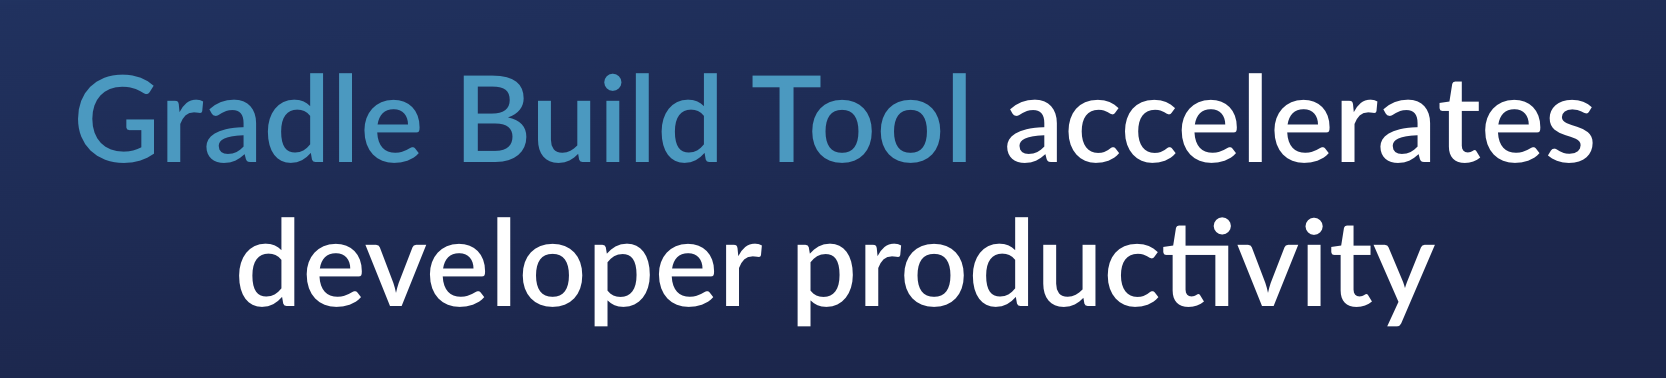 Gradle Build Tool accelerates
developer productivity